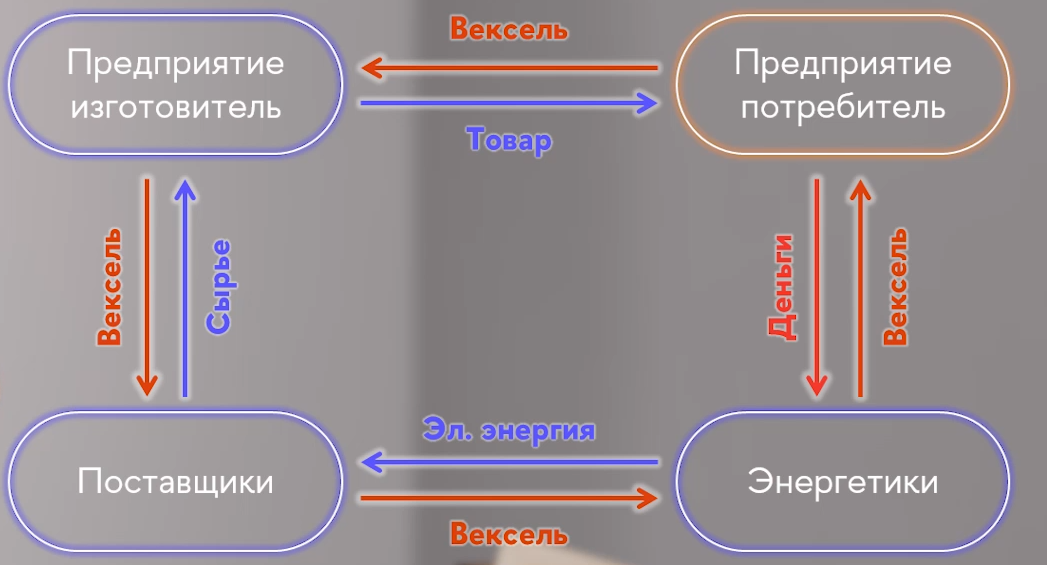 Вексель
Предприятие
изготовитель
Предприятие
потребитель
Товар
Вексель
Сырье
Деньги
Вексель
Эл. энергия
Поставщики
Энергетики
Вексель